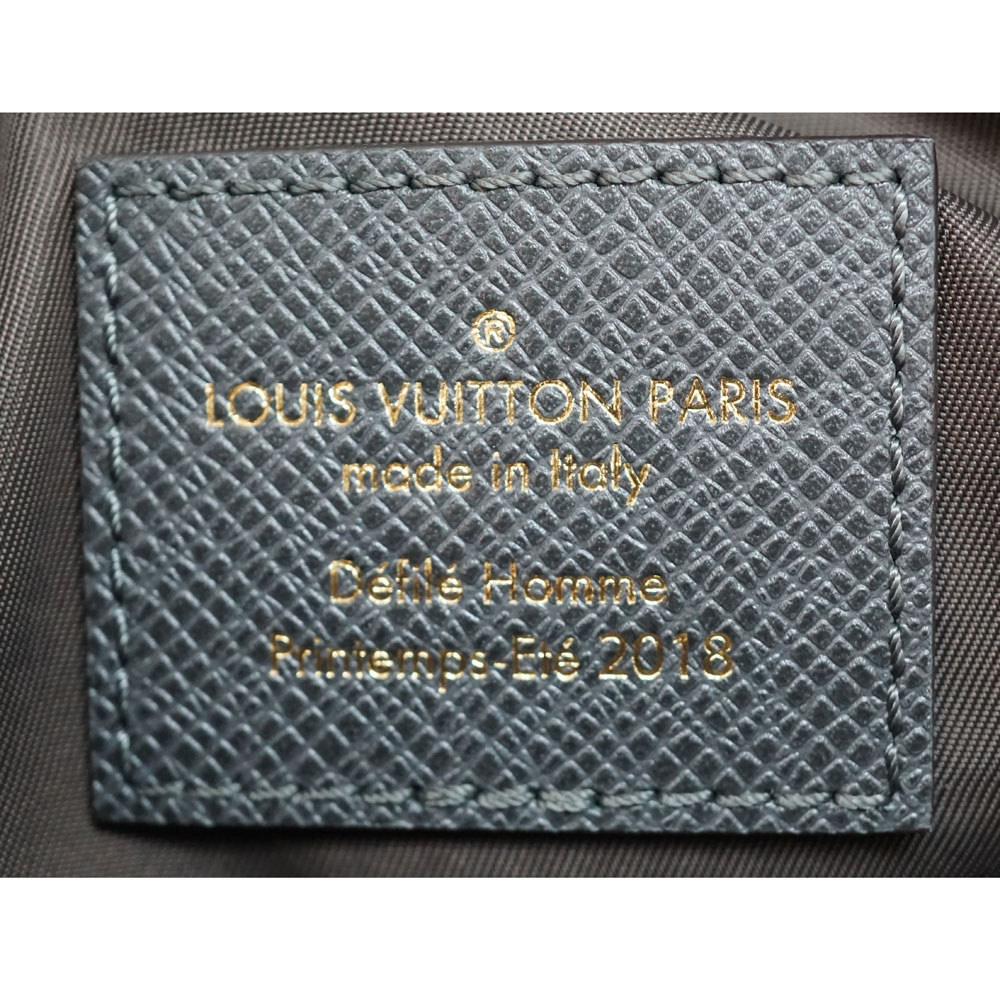 ®
LOUIS VUITTON PARIS
made in Italy
Défilé Homme
Printemps-Eté 2018